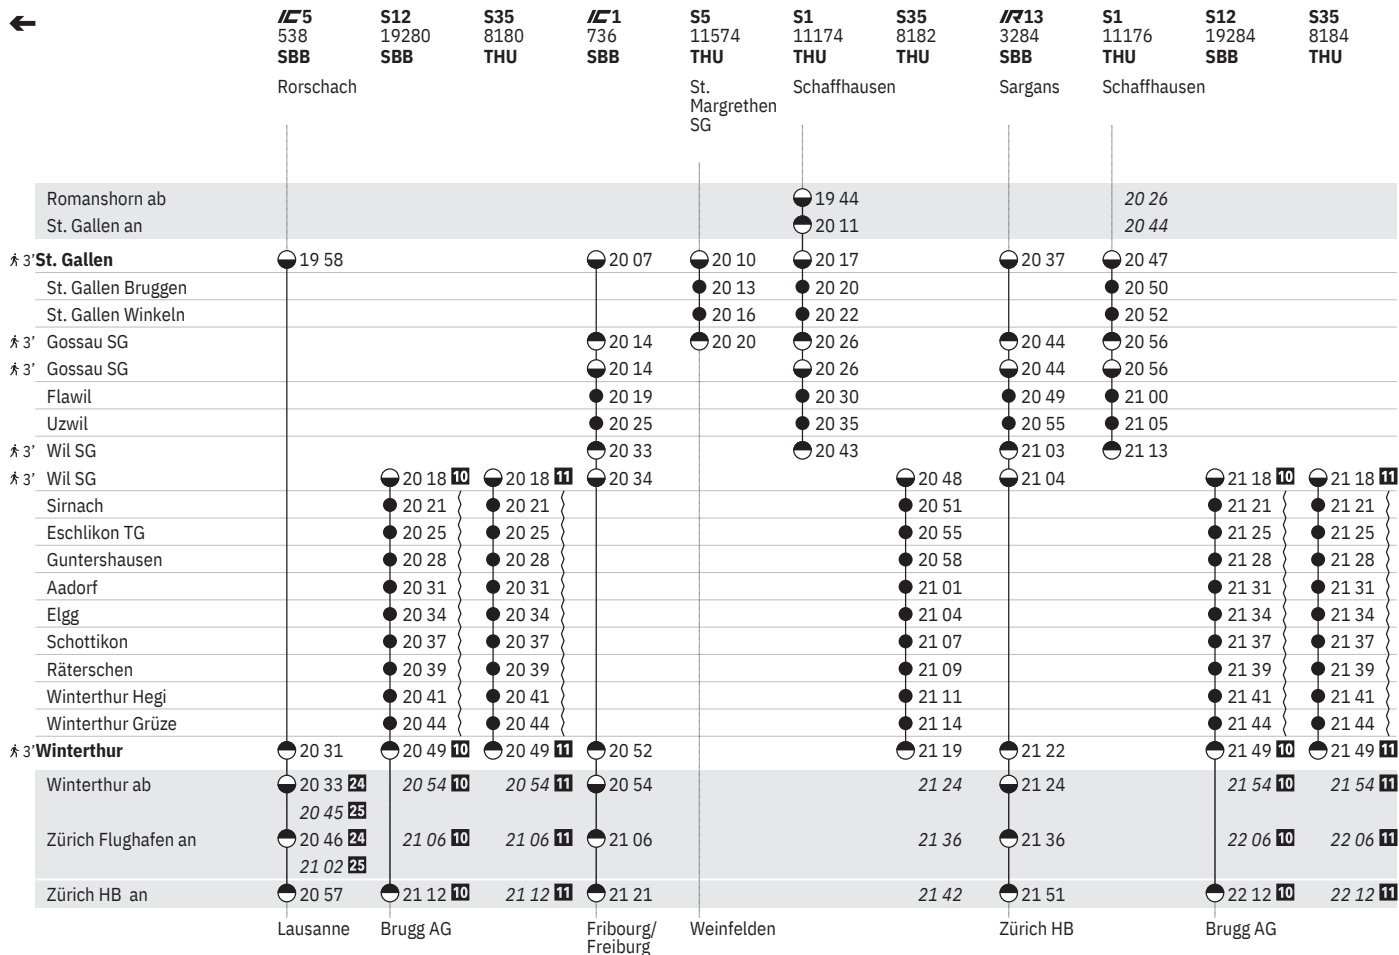 IC5 S12 S35 IC1 S5 S1 S35 IR13 S1 S12 S35
538 19280 8180 736 11574 11174 8182 3284 11176 19284 8184
SBB SBB THU SBB THU THU THU SBB THU SBB THU
Rorschach St. Schaffhausen Sargans Schaffhausen
Margrethen
SG
Romanshorn ab 19 44 20 26
St. Gallen an 20 11 20 44
3' St. Gallen 19 58 20 07 20 10 20 17 20 37 20 47
St. Gallen Bruggen 20 13 20 20 20 50
St. Gallen Winkeln 20 16 20 22 20 52
3' Gossau SG 20 14 20 20 20 26 20 44 20 56
3' Gossau SG 20 14 20 26 20 44 20 56
Flawil 20 19 20 30 20 49 21 00
Uzwil 20 25 20 35 20 55 21 05
3' Wil SG 20 33 20 43 21 03 21 13
3' Wil SG 20 18 10 20 18 11 20 34 20 48 21 04 21 18 10 21 18 11
Sirnach 20 21 20 21 20 51 21 21 21 21
Eschlikon TG 20 25 20 25 20 55 21 25 21 25
Guntershausen 20 28 20 28 20 58 21 28 21 28
Aadorf 20 31 20 31 21 01 21 31 21 31
Elgg 20 34 20 34 21 04 21 34 21 34
Schottikon 20 37 20 37 21 07 21 37 21 37
Räterschen 20 39 20 39 21 09 21 39 21 39
Winterthur Hegi 20 41 20 41 21 11 21 41 21 41
Winterthur Grüze 20 44 20 44 21 14 21 44 21 44
3' Winterthur 20 31 20 49 10 20 49 11 20 52 21 19 21 22 21 49 10 21 49 11
Winterthur ab 20 33 24 20 54 10 20 54 11 20 54 21 24 21 24 21 54 10 21 54 11
20 45 25
Zürich Flughafen an 20 46 24 21 06 10 21 06 11 21 06 21 36 21 36 22 06 10 22 06 11
21 02 25
Zürich HB an 20 57 21 12 10 21 12 11 21 21 21 42 21 51 22 12 10 22 12 11
Lausanne Brugg AG Fribourg/ Weinfelden Zürich HB Brugg AG
Freiburg